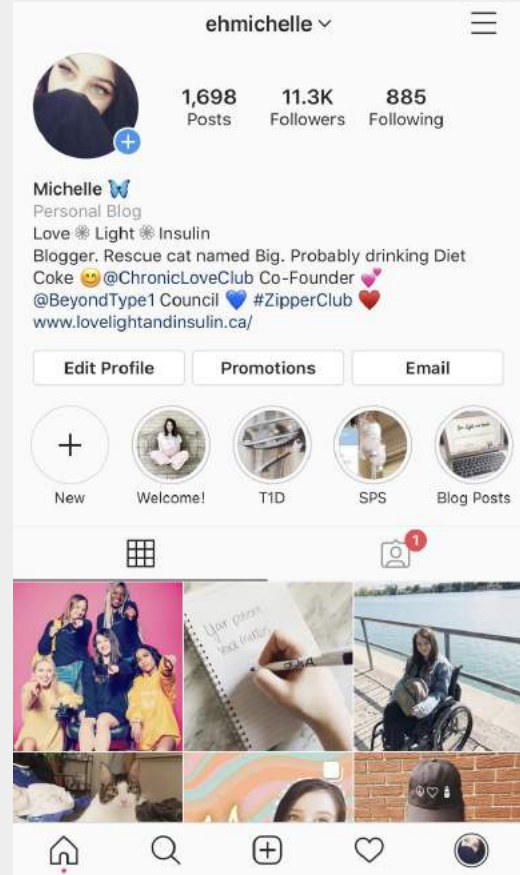 ehmichelle
1,698 11.3K 885
Posts Followers Following
Michelle 🦋
Personal Blog
Love ❊ Light ❊ Insulin
Blogger. Rescue cat named Big. Probably drinking Diet
Coke 😊@ChronicLoveClub Co-Founder 💕
@BeyondType1 Council 💙 #ZipperClub ❤️
www.lovelightandinsulin.ca/
Edit Profile Promotions Email
New Welcome! T1D SPS Blog Posts
1